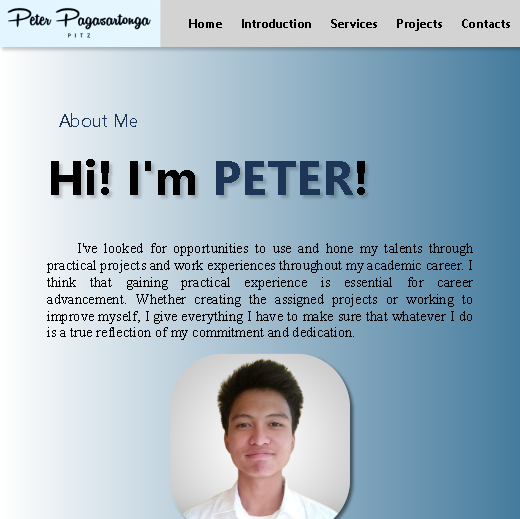 Peter Pagasartonga
PITZ
Home Introduction Services Projects Contacts
About Me
Hi! I'm PETER!
I've looked for opportunities to use and hone my talents through
practical projects and work experiences throughout my academic career. I
think that gaining practical experience is essential for career
advancement. Whether creating the assigned projects or working to
improve myself, I give everything I have to make sure that whatever I do
is a true reflection of my commitment and dedication.